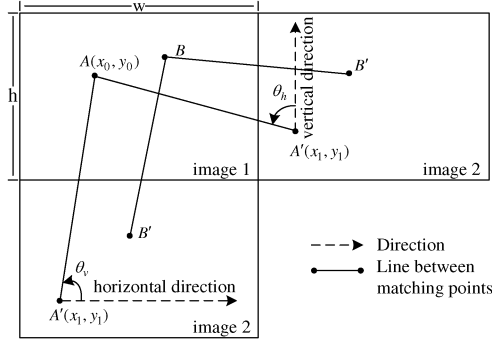 w
h
A(x₀, y₀)
B
B′
θₕ
vertical direction
A′(x₁, y₁)
image 1
image 2
B′
θᵥ
horizontal direction
A′(x₁, y₁)
image 2
Direction
Line between
matching points